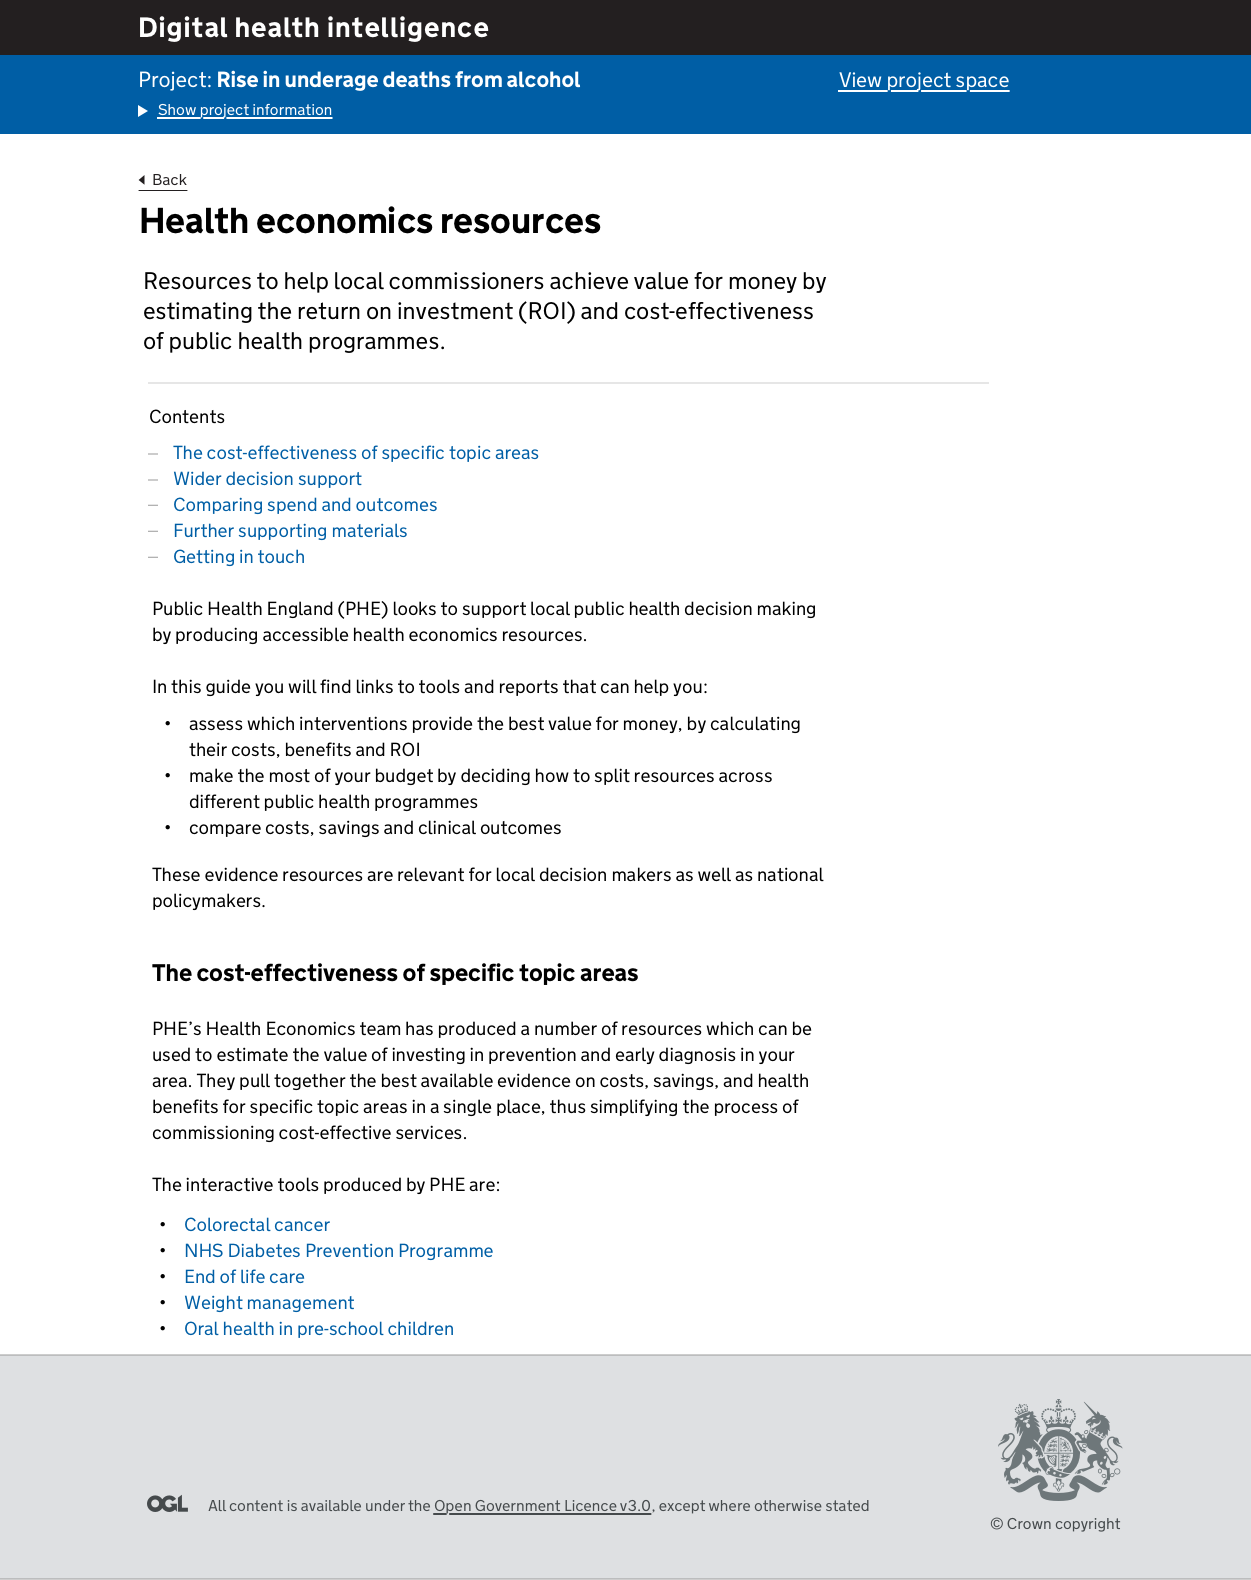 Digital health intelligence
Project: Rise in underage deaths from alcohol
View project space
Show project information
Back
Health economics resources
Resources to help local commissioners achieve value for money by
estimating the return on investment (ROI) and cost-effectiveness
of public health programmes.
Contents
– The cost-effectiveness of specific topic areas
– Wider decision support
– Comparing spend and outcomes
– Further supporting materials
– Getting in touch
Public Health England (PHE) looks to support local public health decision making
by producing accessible health economics resources.
In this guide you will find links to tools and reports that can help you:
• assess which interventions provide the best value for money, by calculating
their costs, benefits and ROI
• make the most of your budget by deciding how to split resources across
different public health programmes
• compare costs, savings and clinical outcomes
These evidence resources are relevant for local decision makers as well as national
policymakers.
The cost-effectiveness of specific topic areas
PHE’s Health Economics team has produced a number of resources which can be
used to estimate the value of investing in prevention and early diagnosis in your
area. They pull together the best available evidence on costs, savings, and health
benefits for specific topic areas in a single place, thus simplifying the process of
commissioning cost-effective services.
The interactive tools produced by PHE are:
• Colorectal cancer
• NHS Diabetes Prevention Programme
• End of life care
• Weight management
• Oral health in pre-school children
OGL All content is available under the Open Government Licence v3.0, except where otherwise stated
© Crown copyright